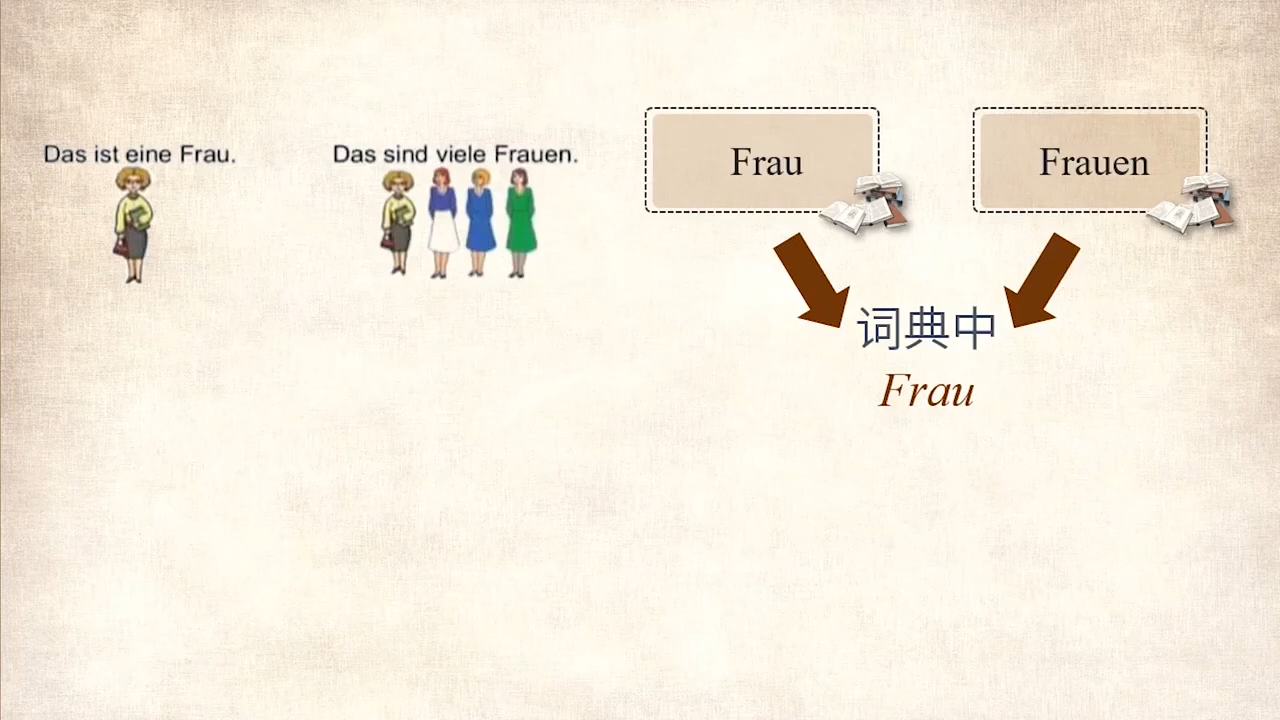 Das ist eine Frau.
Das sind viele Frauen.
Frau
Frauen
词典中
Frau